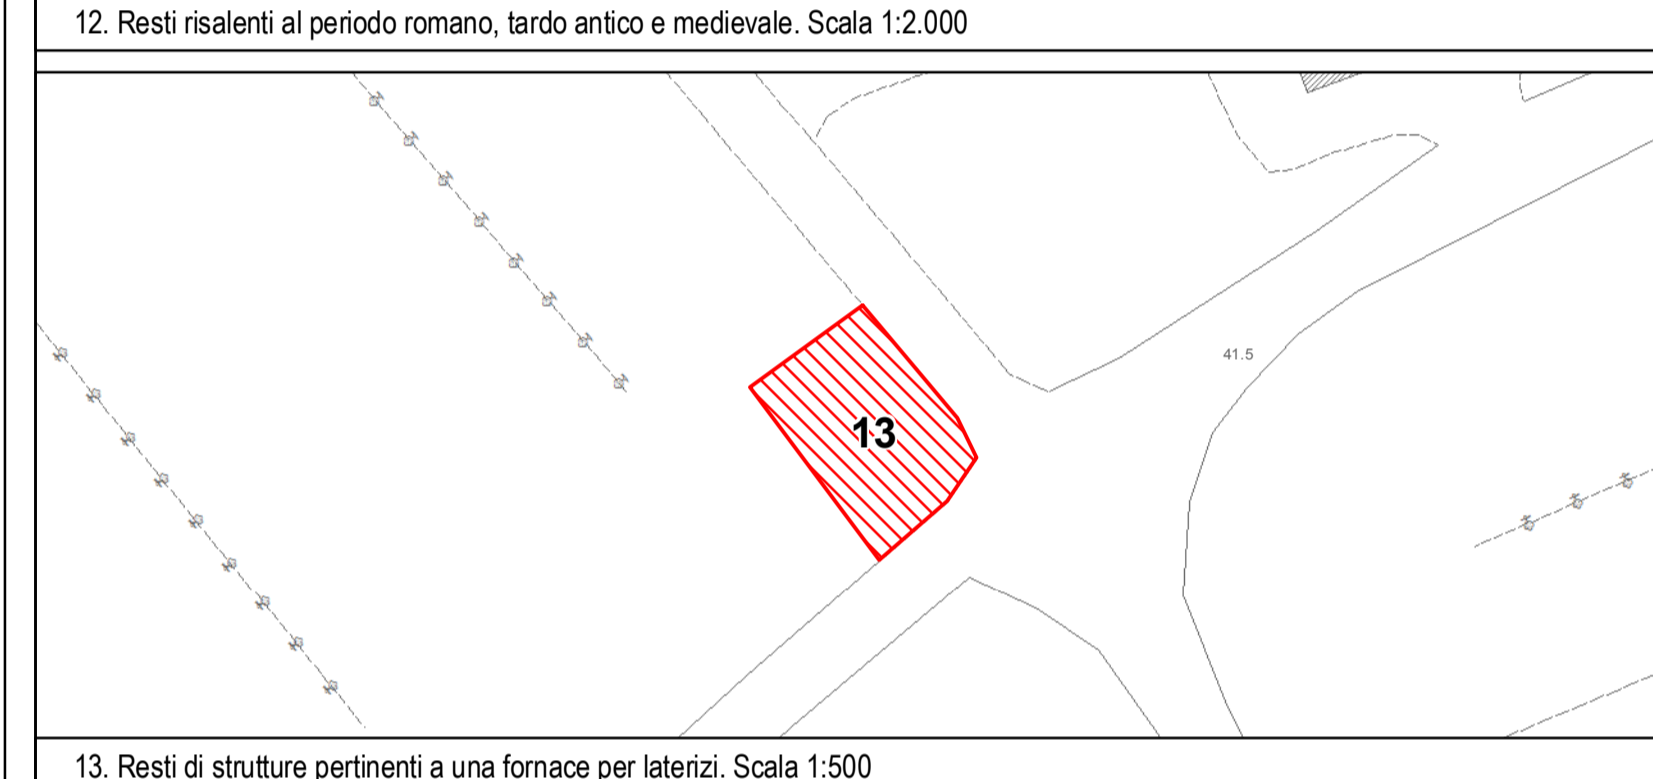 12. Resti risalenti al periodo romano, tardo antico e medievale. Scala 1:2.000
41.5
13
13. Resti di strutture pertinenti a una fornace per laterizi. Scala 1:500